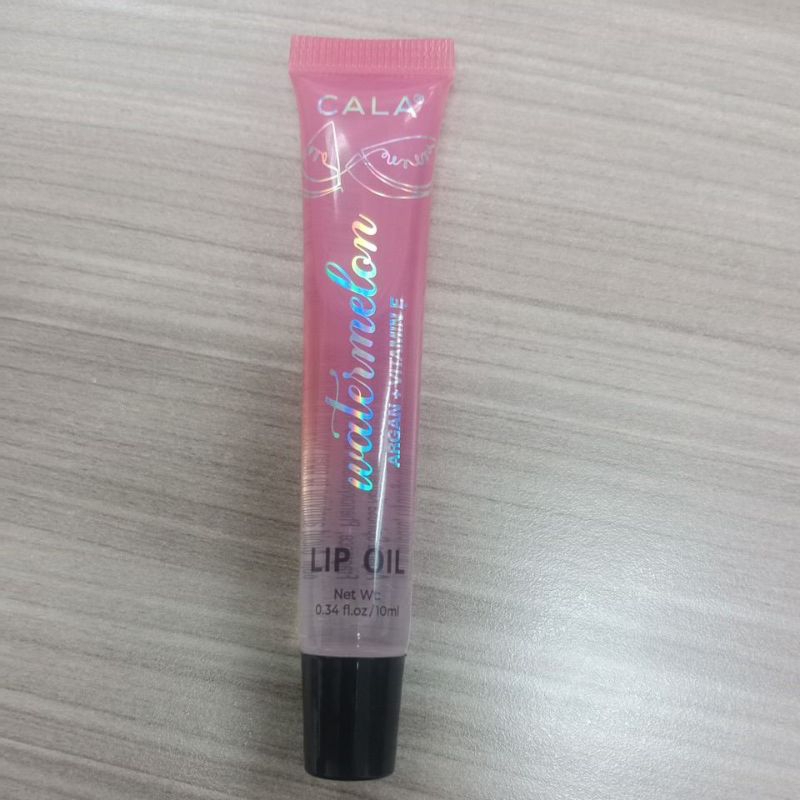 CALA®
watermelon
ARGAN + VITAMIN E
LIP OIL
Net Wt.
0.34 fl.oz/10ml